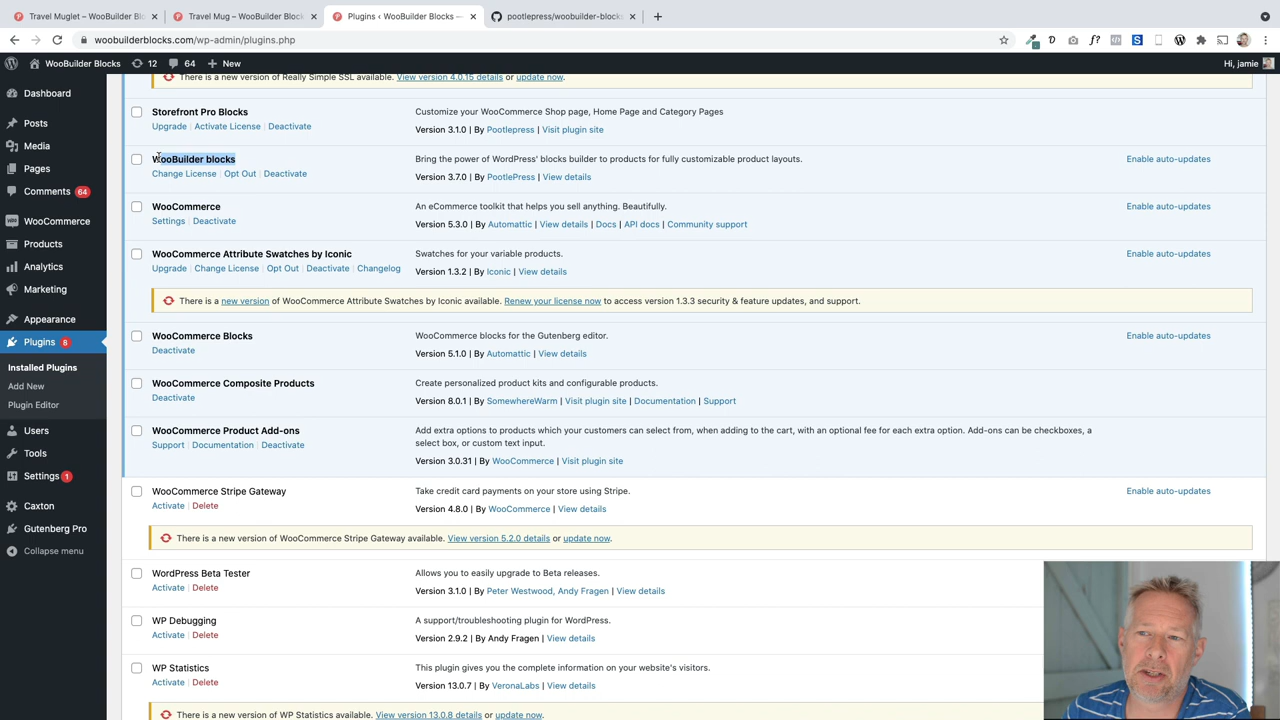 Travel Muglet – WooBuilder Blo
Travel Mug – WooBuilder Block
Plugins ‹ WooBuilder Blocks —
pootlepress/woobuilder-blocks
woobuilderblocks.com/wp-admin/plugins.php
WooBuilder Blocks
12
64
New
Hi, jamie
Dashboard
Posts
Media
Pages
Comments 64
WooCommerce
Products
Analytics
Marketing
Appearance
Plugins 8
Installed Plugins
Add New
Plugin Editor
Users
Tools
Settings 1
Caxton
Gutenberg Pro
Collapse menu
There is a new version of Really Simple SSL available. View version 4.0.15 details or update now.
Storefront Pro Blocks
Upgrade | Activate License | Deactivate
Customize your WooCommerce Shop page, Home Page and Category Pages
Version 3.1.0 | By Pootlepress | Visit plugin site
WooBuilder blocks
Change License | Opt Out | Deactivate
Bring the power of WordPress' blocks builder to products for fully customizable product layouts.
Version 3.7.0 | By PootlePress | View details
Enable auto-updates
WooCommerce
Settings | Deactivate
An eCommerce toolkit that helps you sell anything. Beautifully.
Version 5.3.0 | By Automattic | View details | Docs | API docs | Community support
Enable auto-updates
WooCommerce Attribute Swatches by Iconic
Upgrade | Change License | Opt Out | Deactivate | Changelog
Swatches for your variable products.
Version 1.3.2 | By Iconic | View details
Enable auto-updates
There is a new version of WooCommerce Attribute Swatches by Iconic available. Renew your license now to access version 1.3.3 security & feature updates, and support.
WooCommerce Blocks
Deactivate
WooCommerce blocks for the Gutenberg editor.
Version 5.1.0 | By Automattic | View details
Enable auto-updates
WooCommerce Composite Products
Deactivate
Create personalized product kits and configurable products.
Version 8.0.1 | By SomewhereWarm | Visit plugin site | Documentation | Support
WooCommerce Product Add-ons
Support | Documentation | Deactivate
Add extra options to products which your customers can select from, when adding to the cart, with an optional fee for each extra option. Add-ons can be checkboxes, a
select box, or custom text input.
Version 3.0.31 | By WooCommerce | Visit plugin site
WooCommerce Stripe Gateway
Activate | Delete
Take credit card payments on your store using Stripe.
Version 4.8.0 | By WooCommerce | View details
Enable auto-updates
There is a new version of WooCommerce Stripe Gateway available. View version 5.2.0 details or update now.
WordPress Beta Tester
Activate | Delete
Allows you to easily upgrade to Beta releases.
Version 3.1.0 | By Peter Westwood, Andy Fragen | View details
WP Debugging
Activate | Delete
A support/troubleshooting plugin for WordPress.
Version 2.9.2 | By Andy Fragen | View details
WP Statistics
Activate | Delete
This plugin gives you the complete information on your website's visitors.
Version 13.0.7 | By VeronaLabs | View details
There is a new version of WP Statistics available. View version 13.0.8 details or update now.